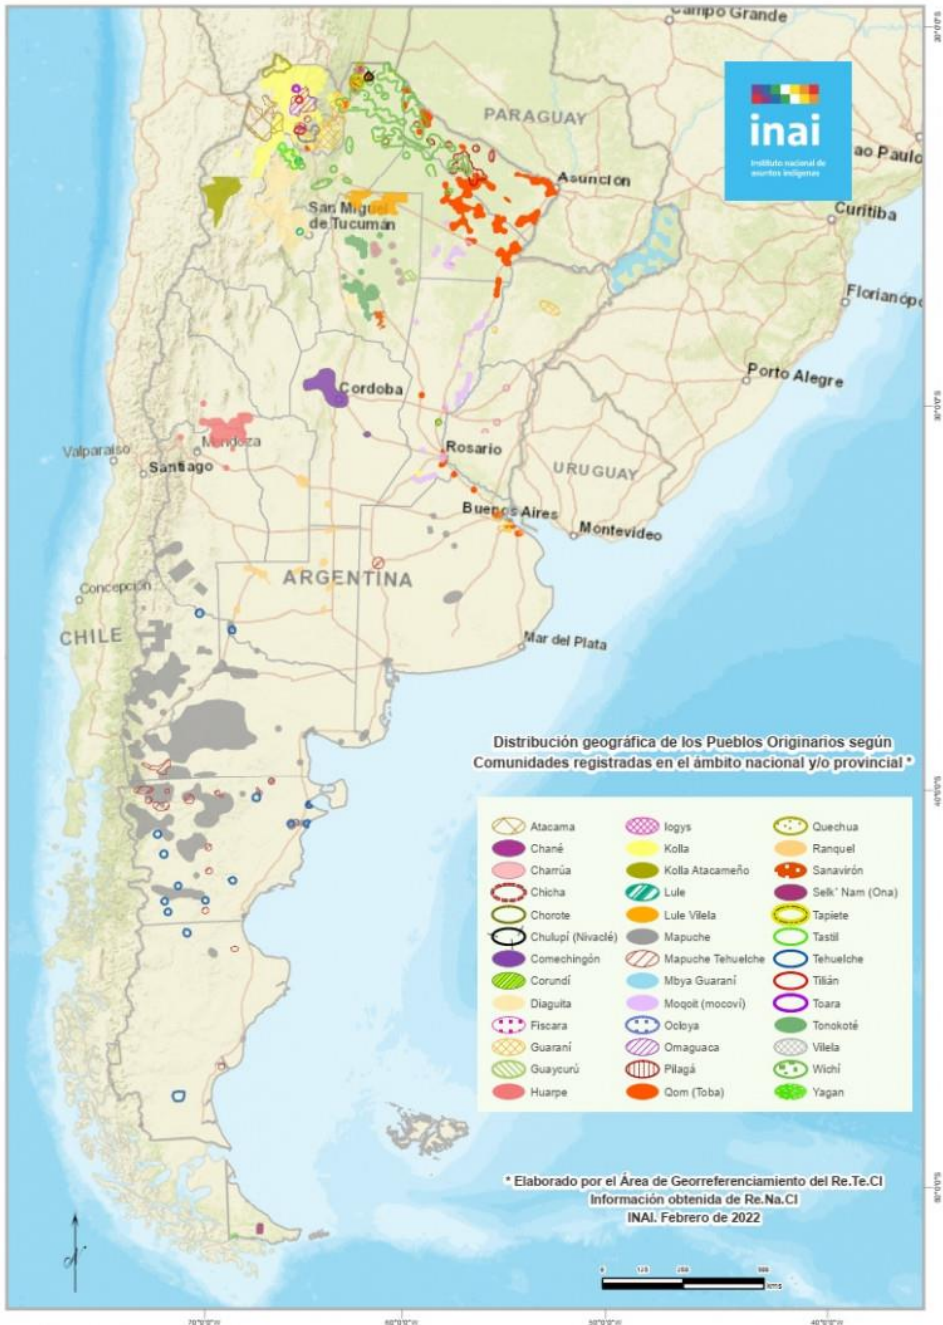 Campo Grande
PARAGUAY
inai
Instituto nacional de
asuntos indígenas
ao Paulo
Asunción
Curitiba
San Miguel
de Tucumán
Florianópo
Cordoba
Porto Alegre
Mendoza
Valparaiso
Santiago
Rosario
URUGUAY
Buenos Aires
Montevideo
ARGENTINA
Concepción
CHILE
Mar del Plata
Distribución geográfica de los Pueblos Originarios según
Comunidades registradas en el ámbito nacional y/o provincial *
Atacama
Chané
Charrúa
Chicha
Chorote
Chulupí (Nivaclé)
Comechingón
Corundí
Diaguita
Fiscara
Guaraní
Guaycurú
Huarpe
Iogys
Kolla
Kolla Atacameño
Lule
Lule Vilela
Mapuche
Mapuche Tehuelche
Mbya Guaraní
Moqoit (mocoví)
Ocloya
Omaguaca
Pilagá
Qom (Toba)
Quechua
Ranquel
Sanavirón
Selk´ Nam (Ona)
Tapiete
Tastil
Tehuelche
Tilián
Toara
Tonokoté
Vilela
Wichí
Yagan
* Elaborado por el Área de Georreferenciamiento del Re.Te.CI
Información obtenida de Re.Na.CI
INAI. Febrero de 2022
N
kms